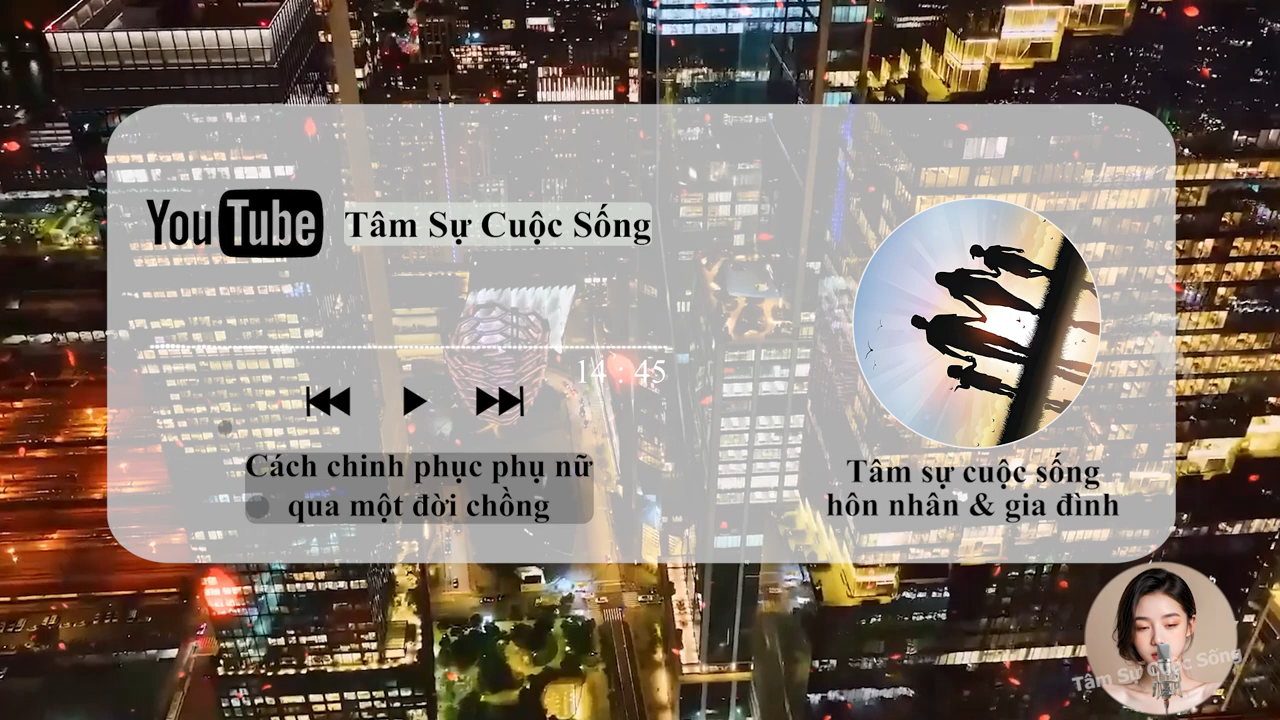 YouTube
Tâm Sự Cuộc Sống
14 : 45
Cách chinh phục phụ nữ
qua một đời chồng
Tâm sự cuộc sống
hôn nhân & gia đình
Tâm Sự Cuộc Sống